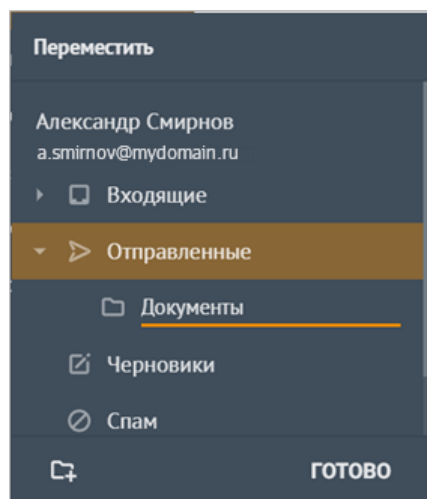 Переместить
Александр Смирнов
a.smirnov@mydomain.ru
Входящие
Отправленные
Документы
Черновики
Спам
ГОТОВО